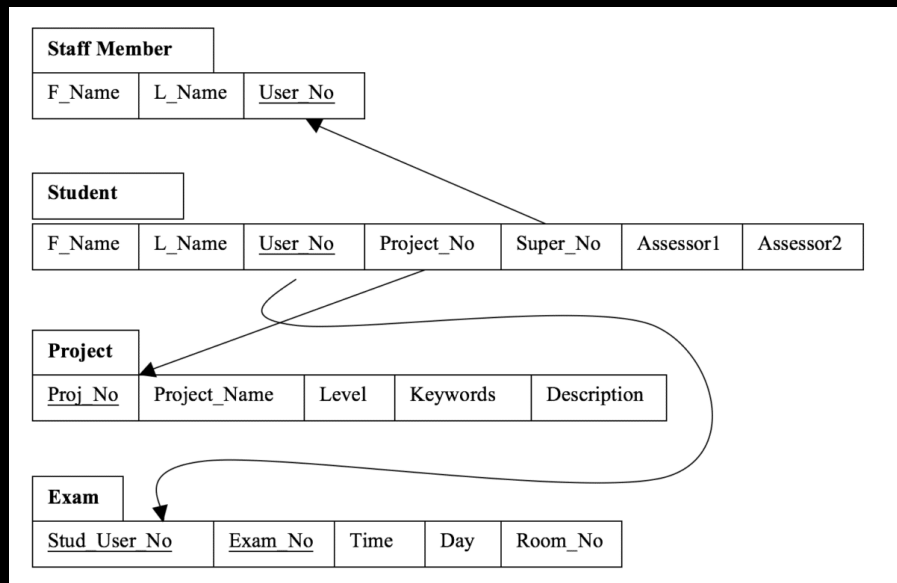 Staff Member
F_Name L_Name User_No
Student
F_Name L_Name User_No Project_No Super_No Assessor1 Assessor2
Project
Proj_No Project_Name Level Keywords Description
Exam
Stud_User_No Exam_No Time Day Room_No